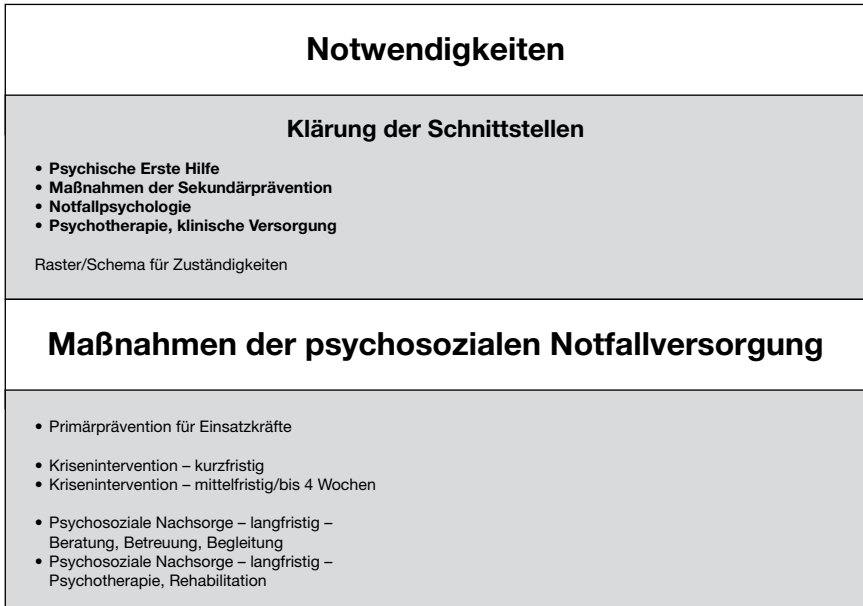 Notwendigkeiten
Klärung der Schnittstellen
• Psychische Erste Hilfe
• Maßnahmen der Sekundärprävention
• Notfallpsychologie
• Psychotherapie, klinische Versorgung
Raster/Schema für Zuständigkeiten
Maßnahmen der psychosozialen Notfallversorgung
• Primärprävention für Einsatzkräfte
• Krisenintervention – kurzfristig
• Krisenintervention – mittelfristig/bis 4 Wochen
• Psychosoziale Nachsorge – langfristig –
Beratung, Betreuung, Begleitung
• Psychosoziale Nachsorge – langfristig –
Psychotherapie, Rehabilitation